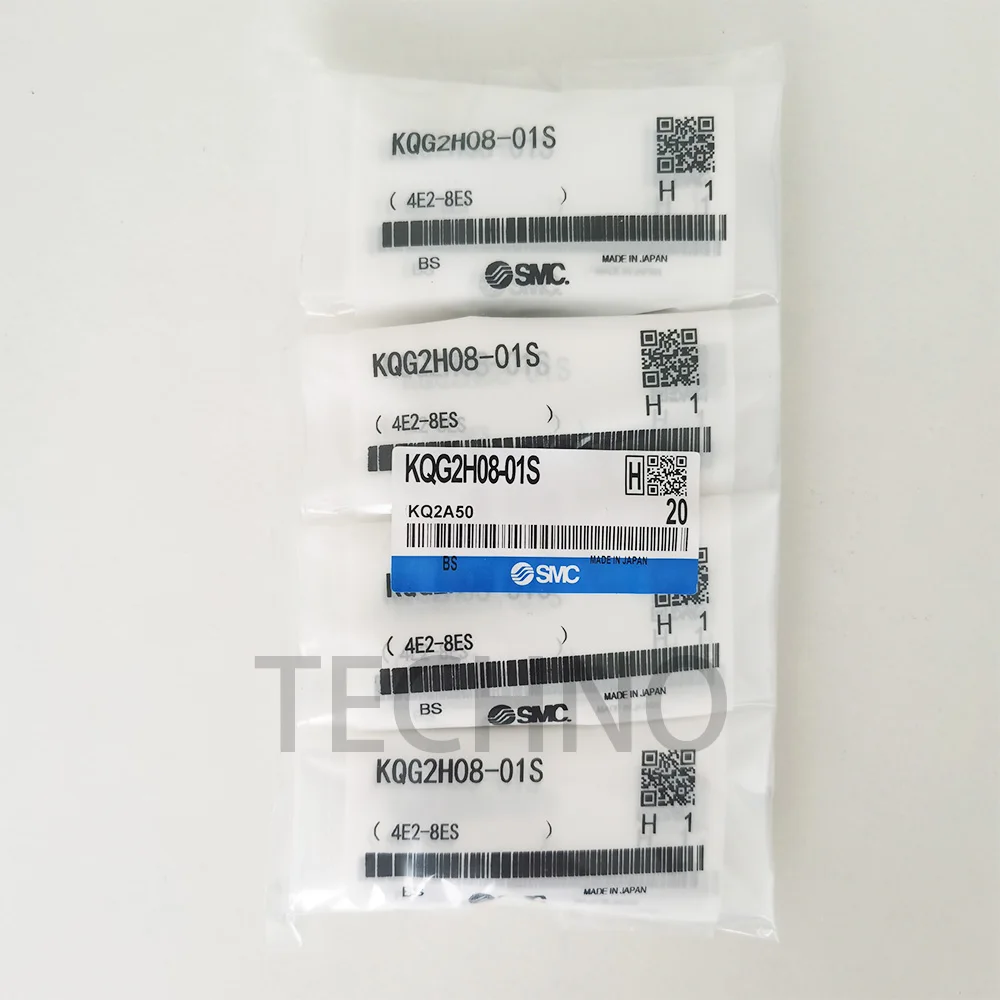 KQG2H08-01S
( 4E2-8ES )
H 1
BS
SMC.
MADE IN JAPAN
KQG2H08-01S
( 4E2-8ES )
H 1
KQG2H08-01S
H
KQ2A50
20
BS
SMC
MADE IN JAPAN
H 1
( 4E2-8ES )
TECHNO
BS
SMC.
MADE IN JAPAN
KQG2H08-01S
( 4E2-8ES )
H 1
BS
MADE IN JAPAN